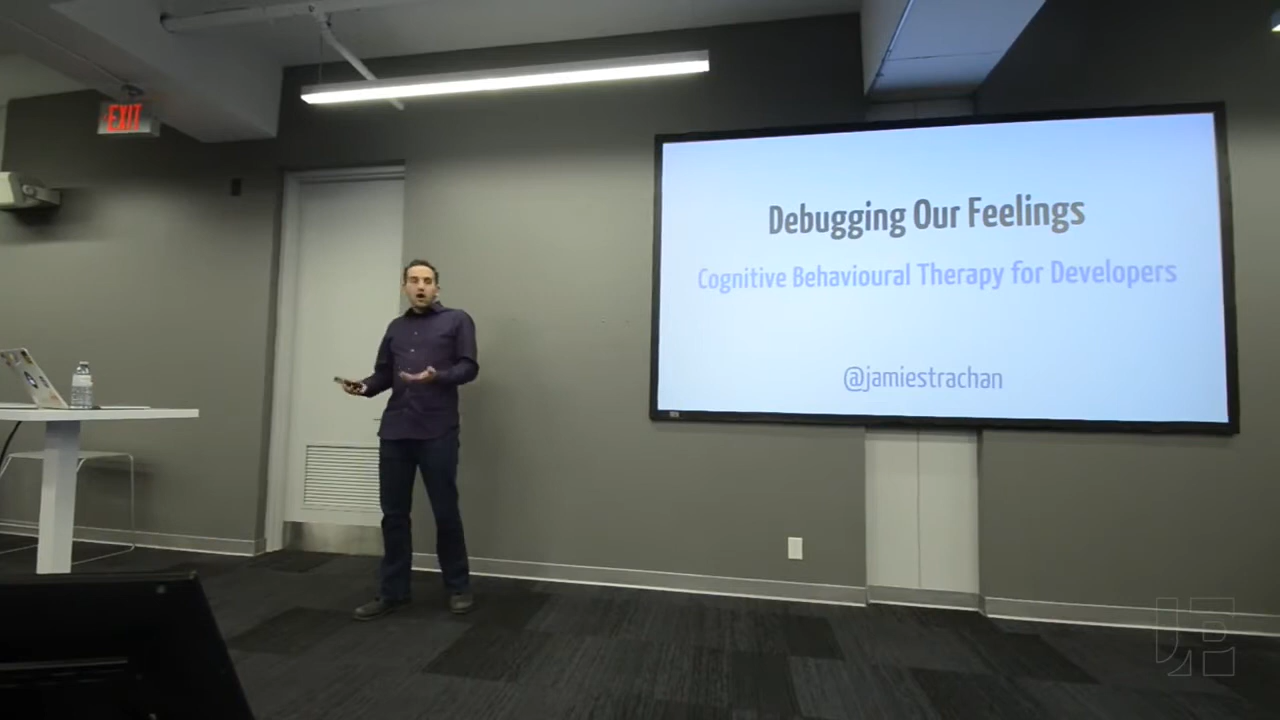 EXIT
Debugging Our Feelings
Cognitive Behavioural Therapy for Developers
@jamiestrachan